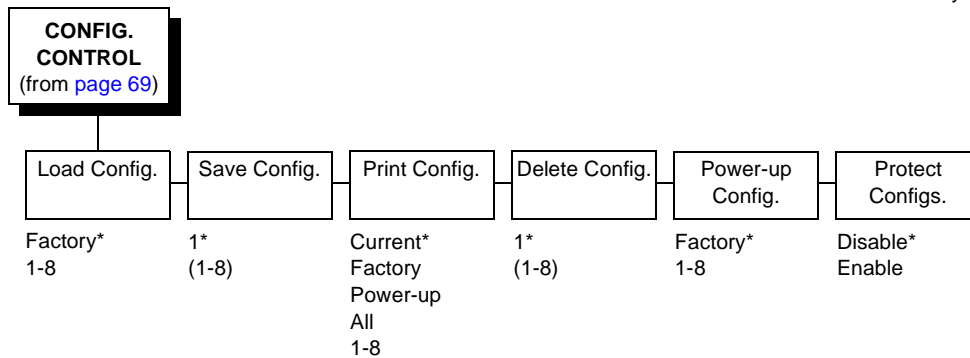 CONFIG.
CONTROL
(from page 69)
Load Config.
Save Config.
Print Config.
Delete Config.
Power-up
Config.
Protect
Configs.
Factory*
1-8
1*
(1-8)
Current*
Factory
Power-up
All
1-8
1*
(1-8)
Factory*
1-8
Disable*
Enable